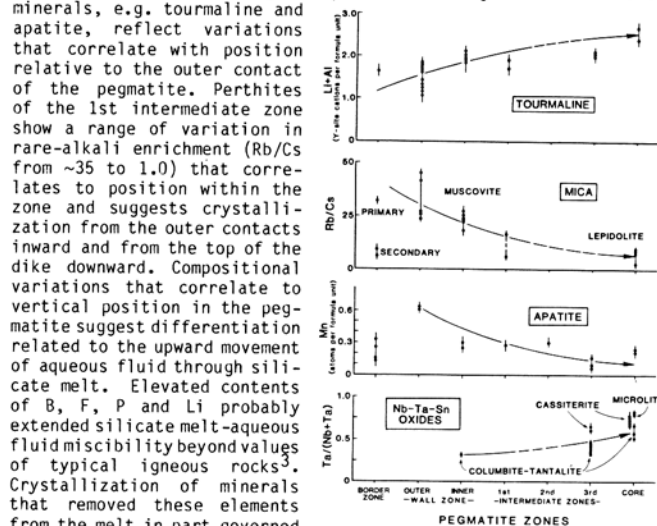 minerals, e.g. tourmaline and
apatite, reflect variations
that correlate with position
relative to the outer contact
of the pegmatite. Perthites
of the 1st intermediate zone
show a range of variation in
rare-alkali enrichment (Rb/Cs
from ~35 to 1.0) that corre-
lates to position within the
zone and suggests crystalli-
zation from the outer contacts
inward and from the top of the
dike downward. Compositional
variations that correlate to
vertical position in the peg-
matite suggest differentiation
related to the upward movement
of aqueous fluid through sili-
cate melt. Elevated contents
of B, F, P and Li probably
extended silicate melt-aqueous
fluid miscibility beyond values
of typical igneous rocks3.
Crystallization of minerals
that removed these elements
from the melt in part governed
3.0
2.0
1.0
0
Li+Al
(Y-site cations per formula unit)
TOURMALINE
50
25
0
Rb/Cs
PRIMARY
SECONDARY
MUSCOVITE
MICA
LEPIDOLITE
0.6
0.3
0
Mn
(atoms per formula unit)
APATITE
1.0
0.5
0
Ta/(Nb+Ta)
Nb-Ta-Sn
OXIDES
CASSITERITE
MICROLIT
COLUMBITE-TANTALITE
BORDER
ZONE
OUTER
INNER
-WALL ZONE-
1st
2nd
3rd
-INTERMEDIATE ZONES-
CORE
PEGMATITE ZONES